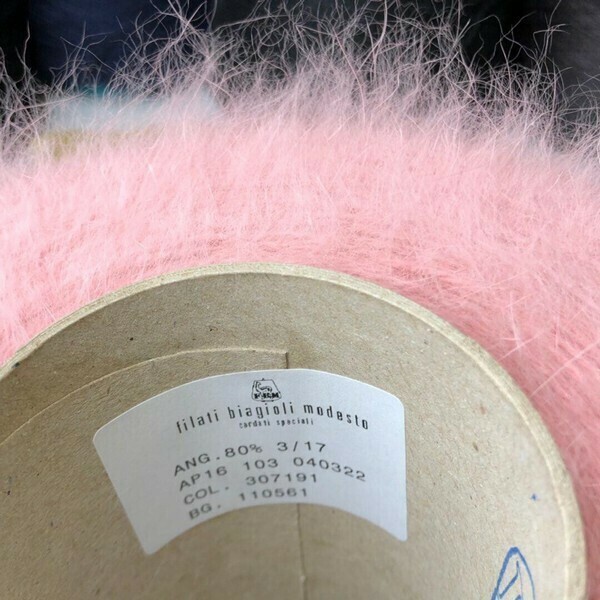 FBM
filati biagioli modesto
cardati speciali
ANG.80% 3/17
AP16 103 040322
COL. 307191
BG. 110561